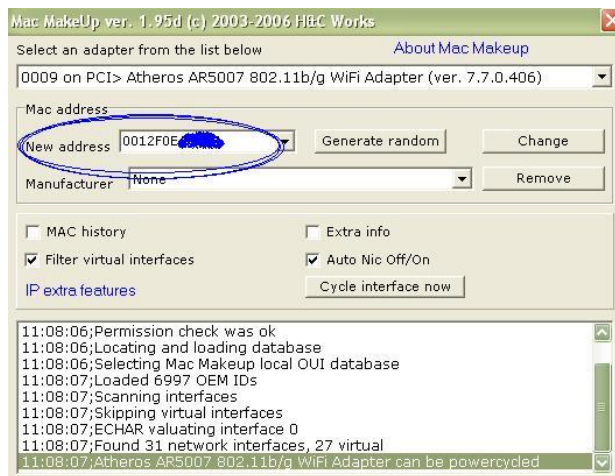 Mac MakeUp ver. 1.95d (c) 2003-2006 H&C Works
Select an adapter from the list below
About Mac Makeup
0009 on PCI> Atheros AR5007 802.11b/g WiFi Adapter (ver. 7.7.0.406)
Mac address
New address
0012F0E
Generate random
Change
Manufacturer
None
Remove
MAC history
Extra info
Filter virtual interfaces
Auto Nic Off/On
IP extra features
Cycle interface now
11:08:06;Permission check was ok
11:08:06;Locating and loading database
11:08:06;Selecting Mac Makeup local OUI database
11:08:07;Loaded 6997 OEM IDs
11:08:07;Scanning interfaces
11:08:07;Skipping virtual interfaces
11:08:07;ECHAR valuating interface 0
11:08:07;Found 31 network interfaces, 27 virtual
11:08:07;Atheros AR5007 802.11b/g WiFi Adapter can be powercycled